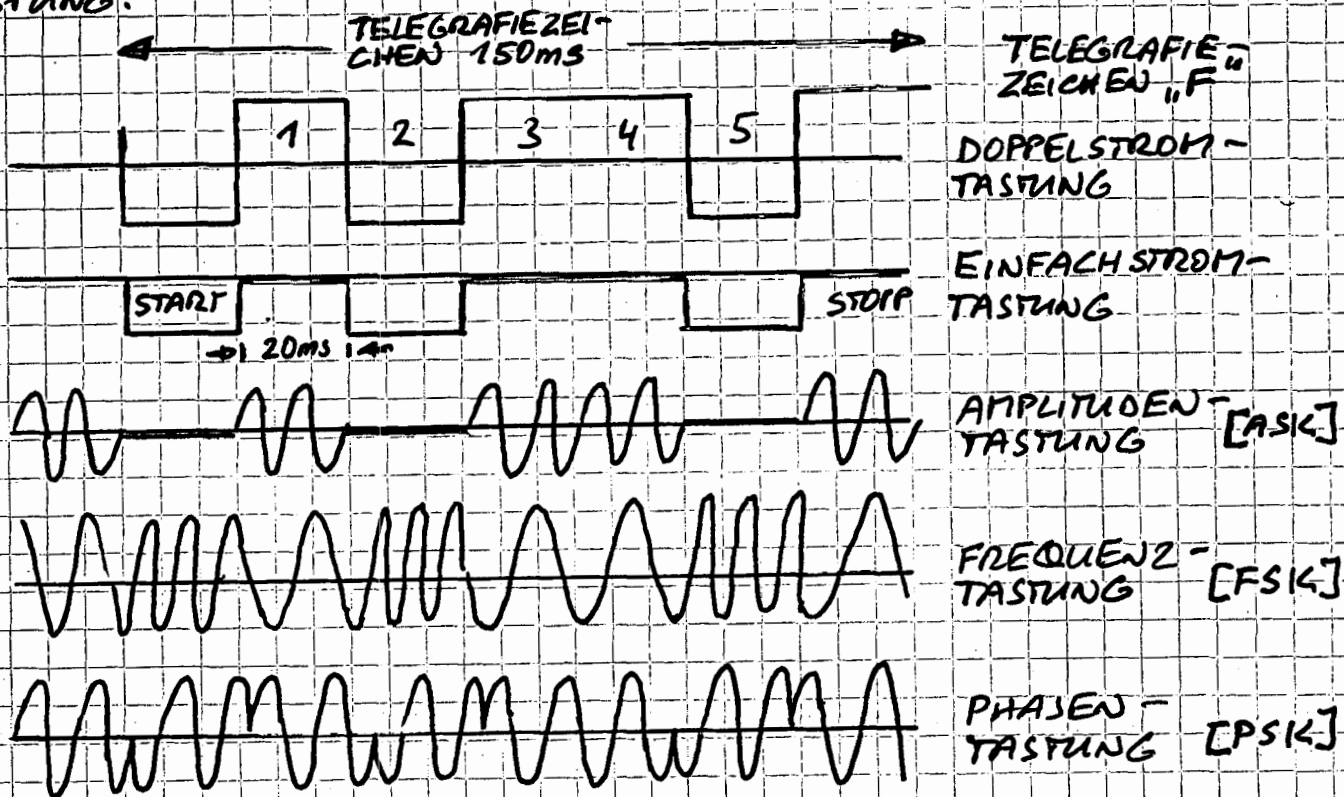 TUNG:
TELEGRAFIEZEI-
CHEN 150ms
TELEGRAFIE-
ZEICHEN „F"
1 2 3 4 5
DOPPELSTROM-
TASTUNG
EINFACHSTROM-
START STOPP TASTUNG
20ms
AMPLITUDEN-
TASTUNG [ASK]
FREQUENZ-
TASTUNG [FSK]
PHASEN-
TASTUNG [PSK]